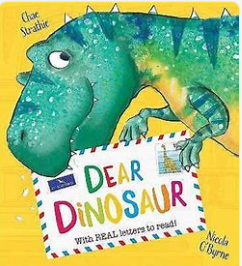 Chae
Strathie
DEAR
DINOSAUR
With REAL letters to read!
Nicola
O'Byrne